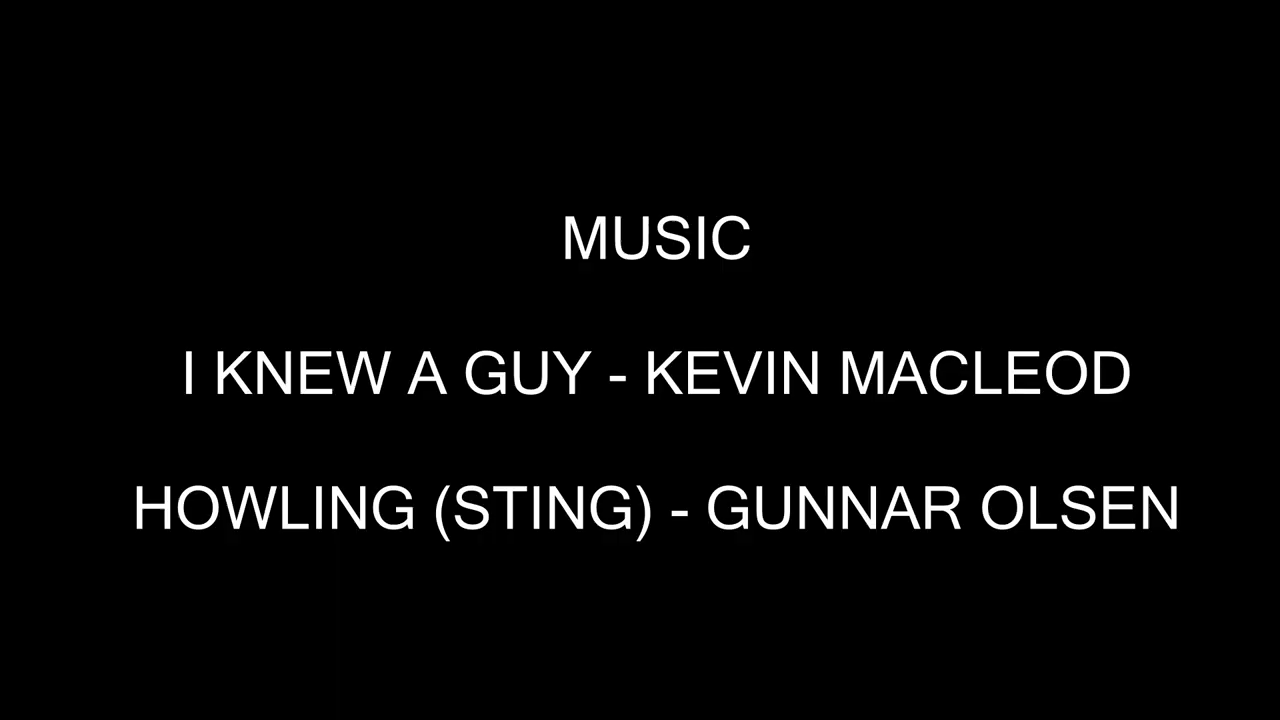 MUSIC
I KNEW A GUY - KEVIN MACLEOD
HOWLING (STING) - GUNNAR OLSEN